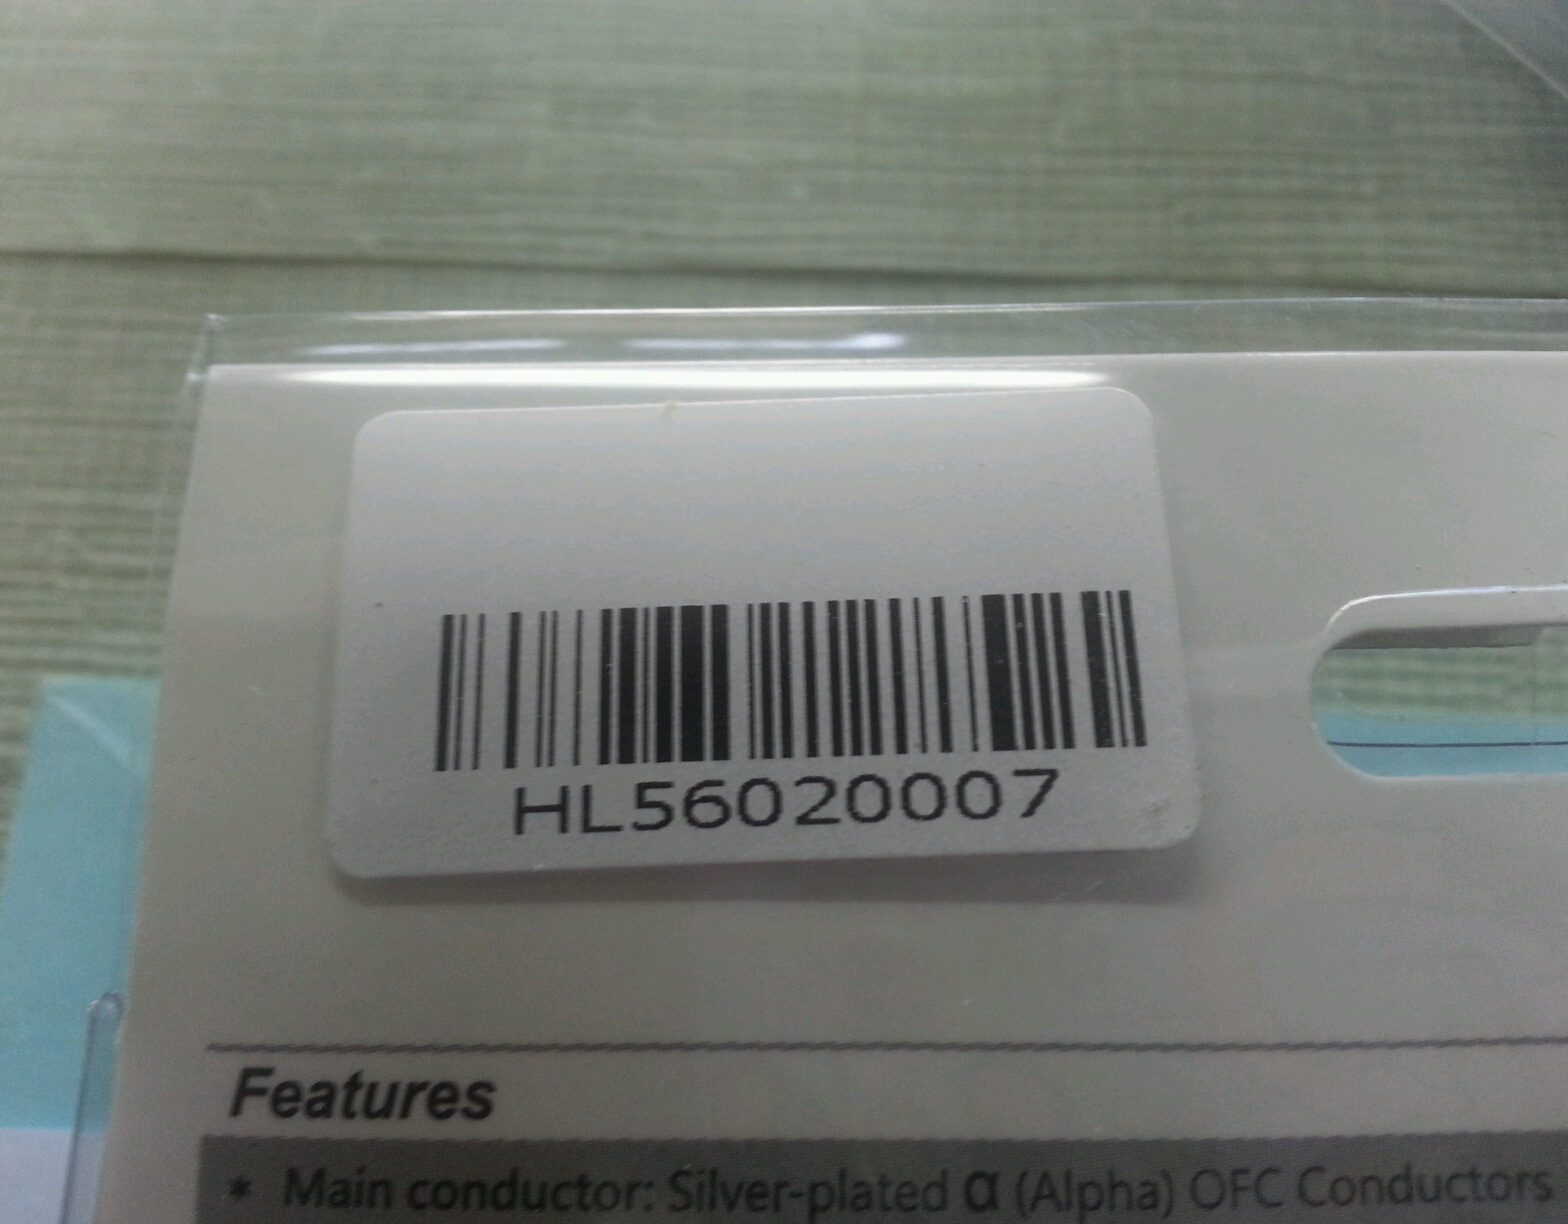 HL56020007
Features
* Main conductor: Silver-plated α (Alpha) OFC Conductors